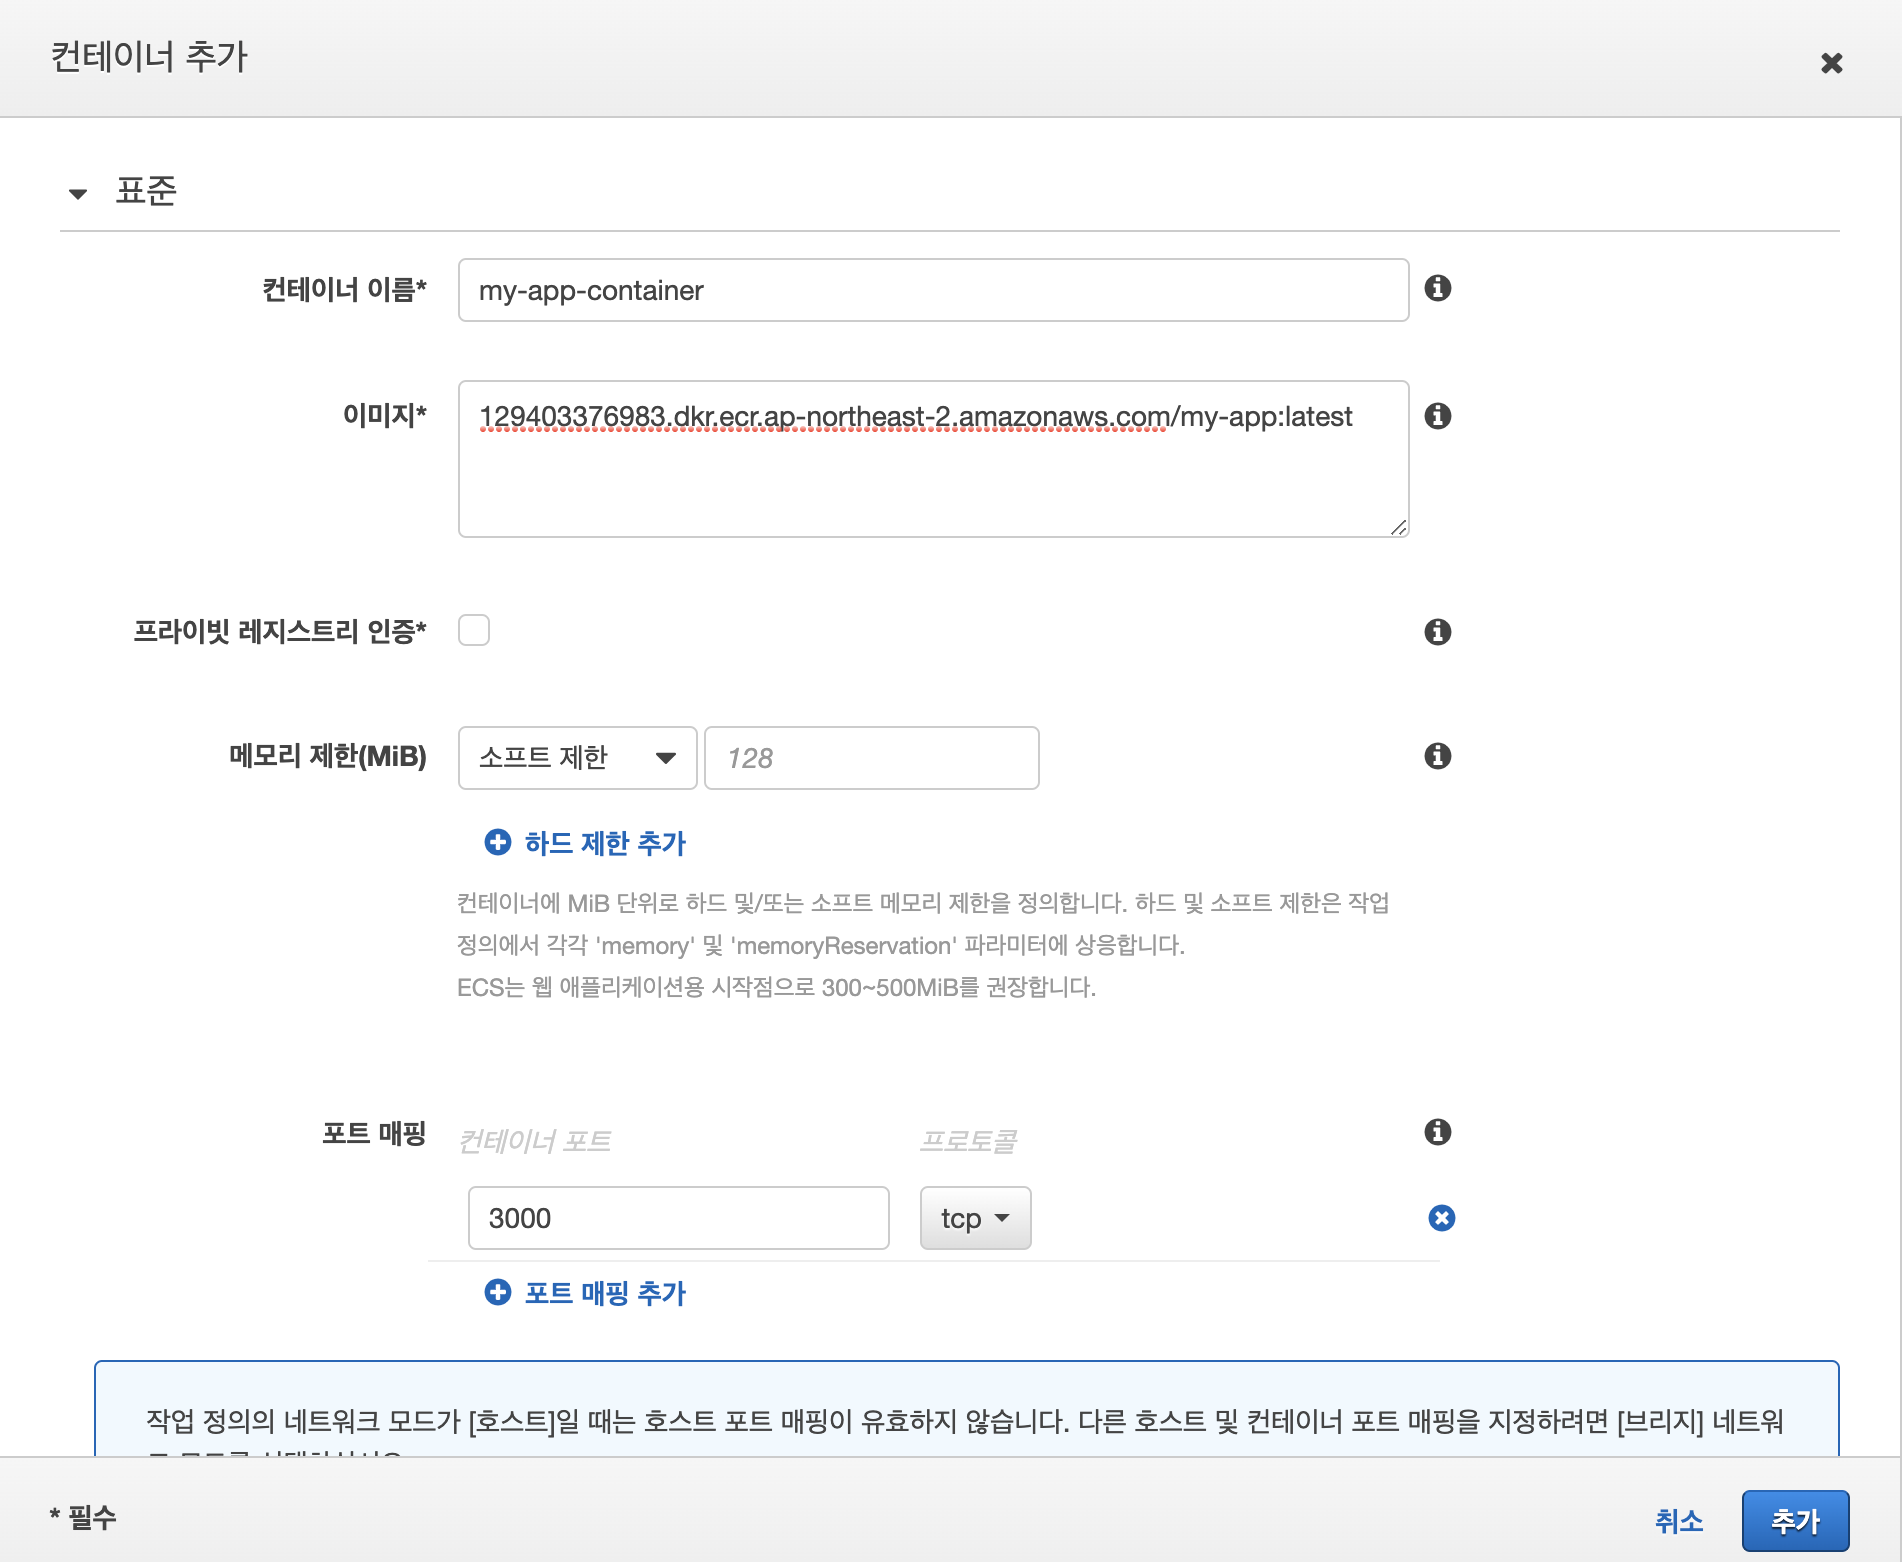 컨테이너 추가
표준
컨테이너 이름*
my-app-container
이미지*
129403376983.dkr.ecr.ap-northeast-2.amazonaws.com/my-app:latest
프라이빗 레지스트리 인증*
메모리 제한(MiB)
소프트 제한
128
하드 제한 추가
컨테이너에 MiB 단위로 하드 및/또는 소프트 메모리 제한을 정의합니다. 하드 및 소프트 제한은 작업
정의에서 각각 'memory' 및 'memoryReservation' 파라미터에 상응합니다.
ECS는 웹 애플리케이션용 시작점으로 300~500MiB를 권장합니다.
포트 매핑
컨테이너 포트
프로토콜
3000
tcp
포트 매핑 추가
작업 정의의 네트워크 모드가 [호스트]일 때는 호스트 포트 매핑이 유효하지 않습니다. 다른 호스트 및 컨테이너 포트 매핑을 지정하려면 [브리지] 네트워
* 필수
취소
추가